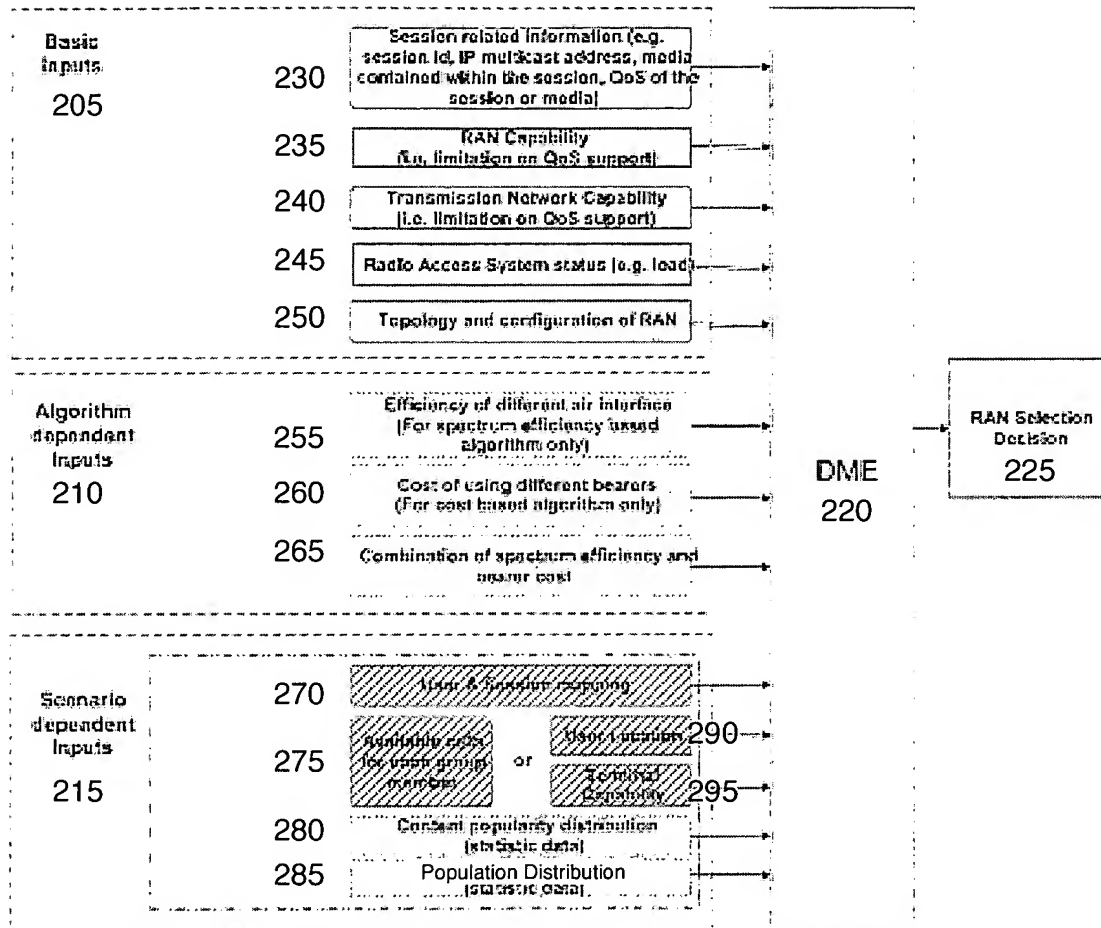 Basic
Inputs
205
230
Session related information (e.g.
session id, IP multicast address, media
contained within the session, QoS of the
session or media)
235
RAN Capability
(i.e. limitation on QoS support)
240
Transmission Network Capability
(i.e. limitation on QoS support)
245
Radio Access System status (e.g. load)
250
Topology and configuration of RAN
Algorithm
dependent
Inputs
210
255
Efficiency of different air interface
(For spectrum efficiency based
algorithm only)
260
Cost of using different bearers
(For cost based algorithm only)
265
Combination of spectrum efficiency and
bearer cost
Scenario
dependent
Inputs
215
270
User & Session mapping
275
Available cells
for each group
member
or
User Location
290
Terminal
Capability
295
280
Content popularity distribution
(statistic data)
285
Population Distribution
(statistic data)
DME
220
RAN Selection
Decision
225